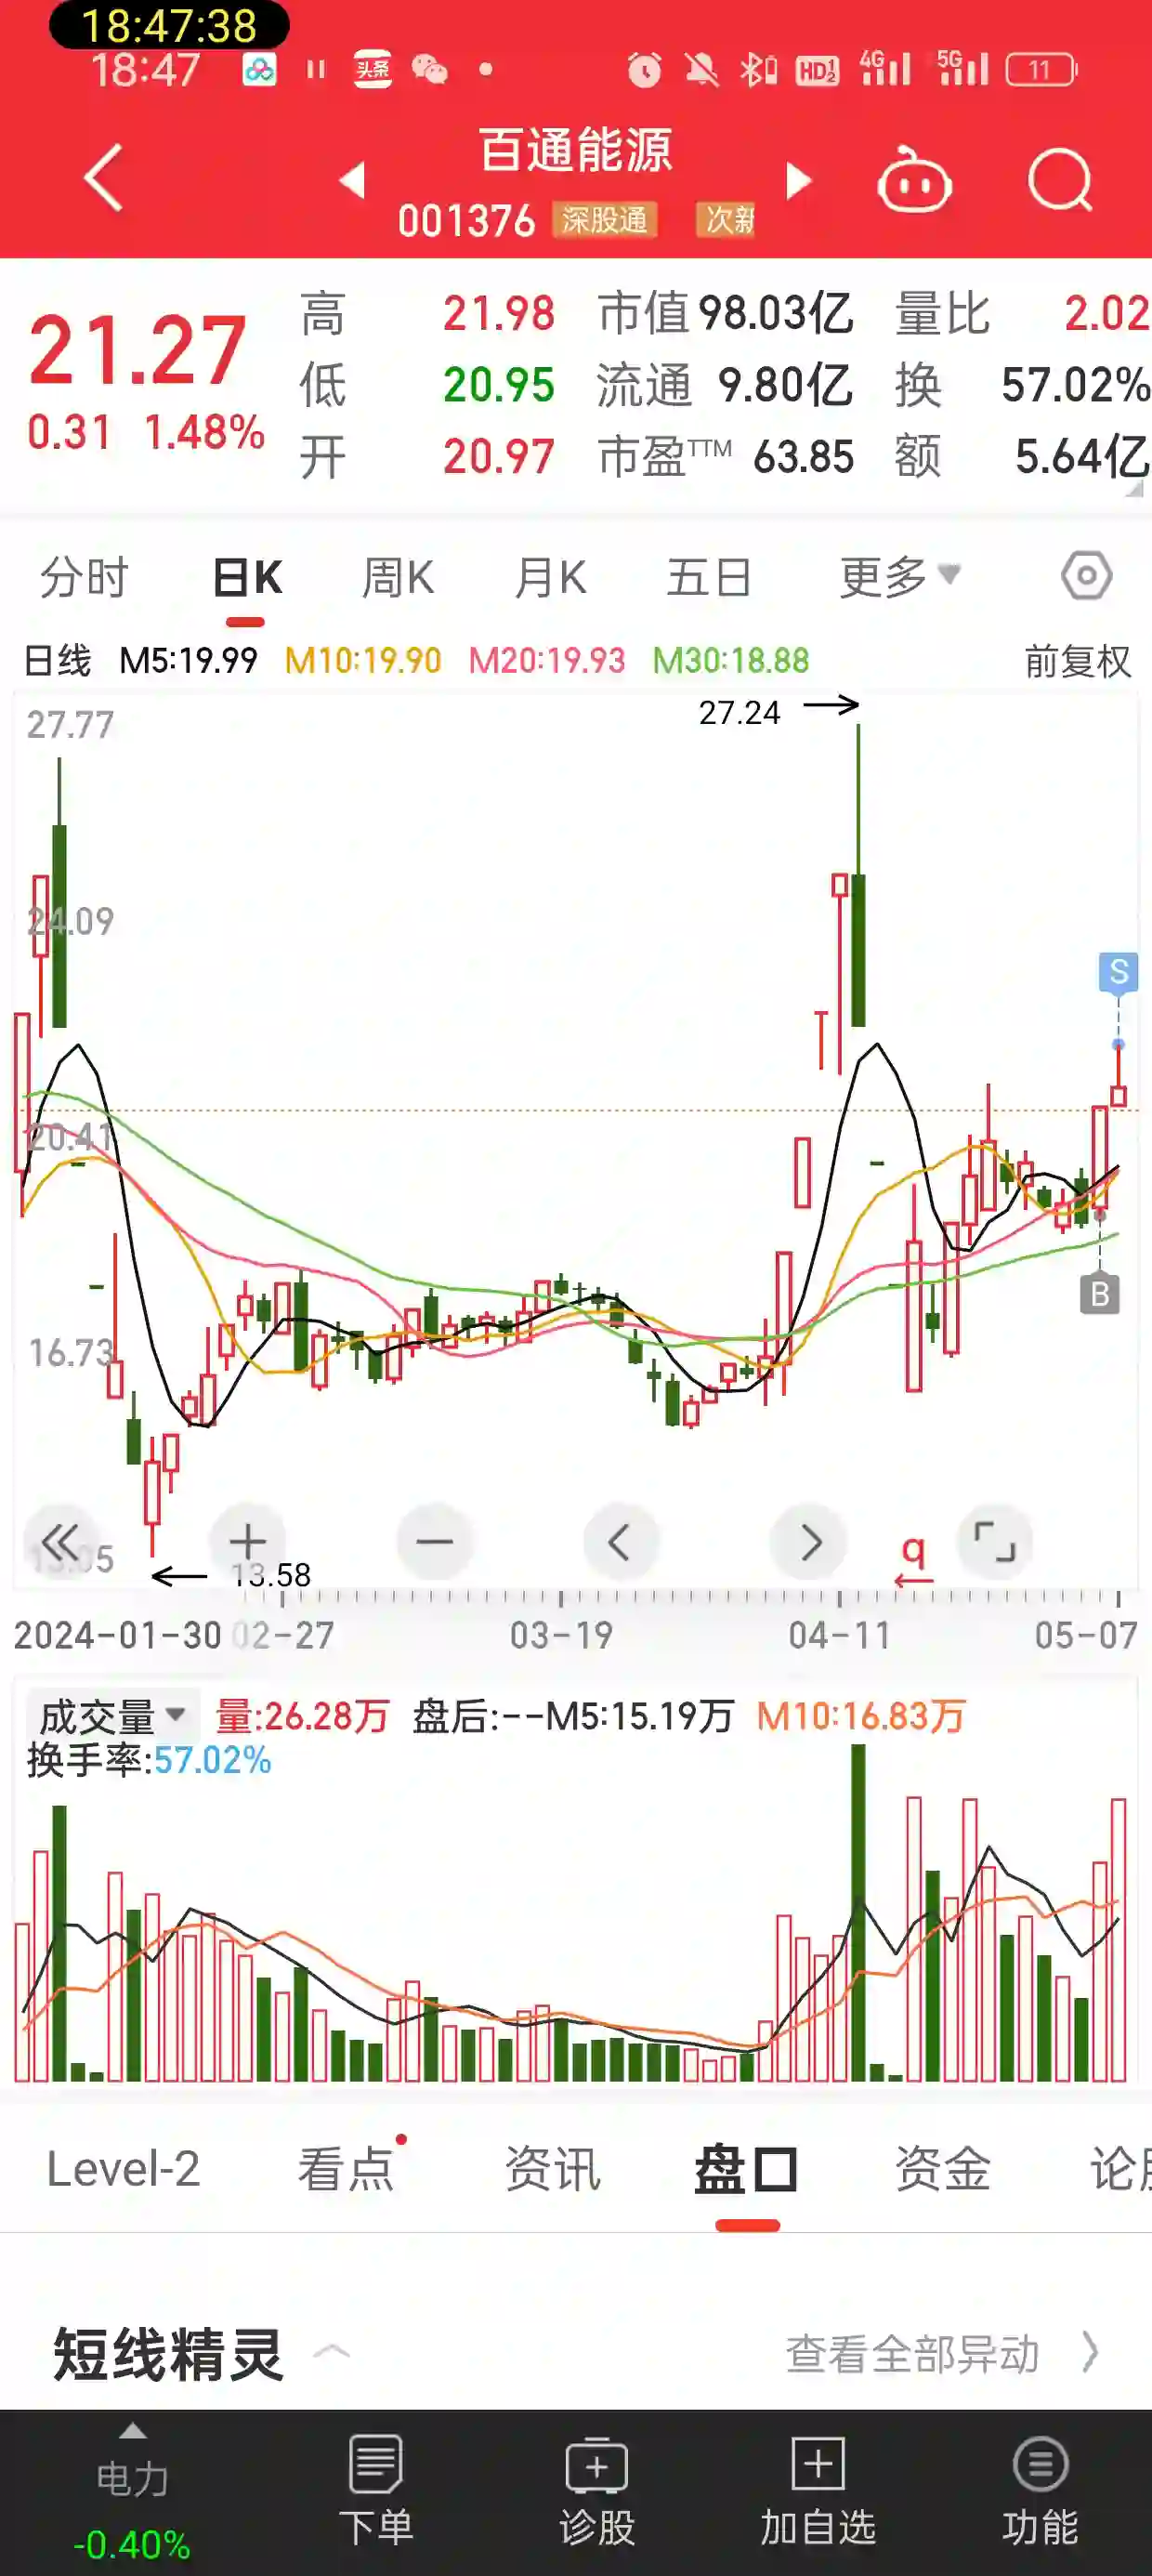 18:47:38
18:47 头条 HD 1 2 4G 5G 11
百通能源
001376 深股通 次新
21.27 高 21.98 市值 98.03亿 量比 2.02
低 20.95 流通 9.80亿 换 57.02%
0.31 1.48% 开 20.97 市盈TTM 63.85 额 5.64亿
分时 日K 周K 月K 五日 更多
日线 M5:19.99 M10:19.90 M20:19.93 M30:18.88 前复权
27.24
27.77
24.09
S
20.41
B
16.73
13.05
13.58
q
2024-01-30 02-27 03-19 04-11 05-07
成交量 量:26.28万 盘后:--M5:15.19万 M10:16.83万
换手率:57.02%
Level-2 看点 资讯 盘口 资金
短线精灵 查看全部异动
电力 下单 诊股 加自选 功能
-0.40%